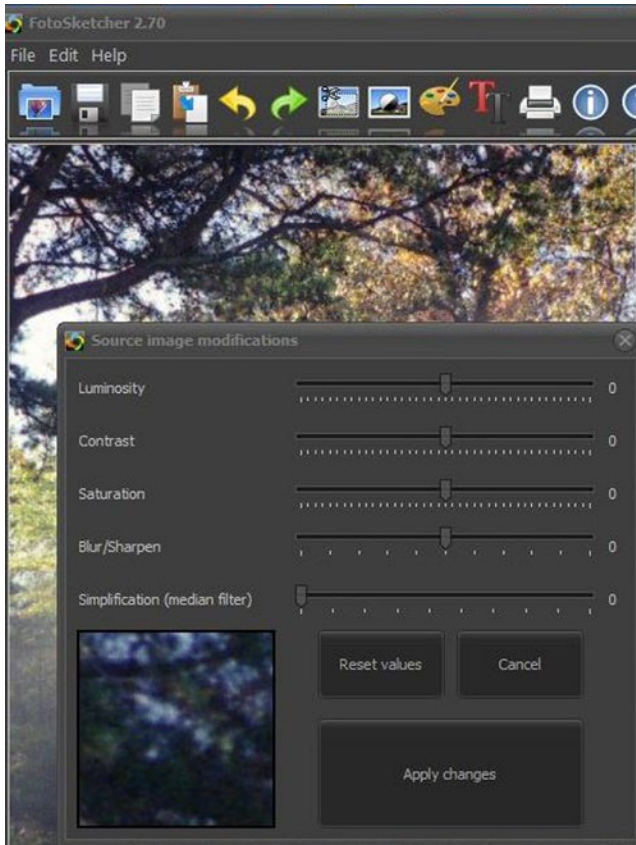 FotoSketcher 2.70
File Edit Help
Source image modifications
Luminosity 0
Contrast 0
Saturation 0
Blur/Sharpen 0
Simplification (median filter) 0
Reset values Cancel
Apply changes